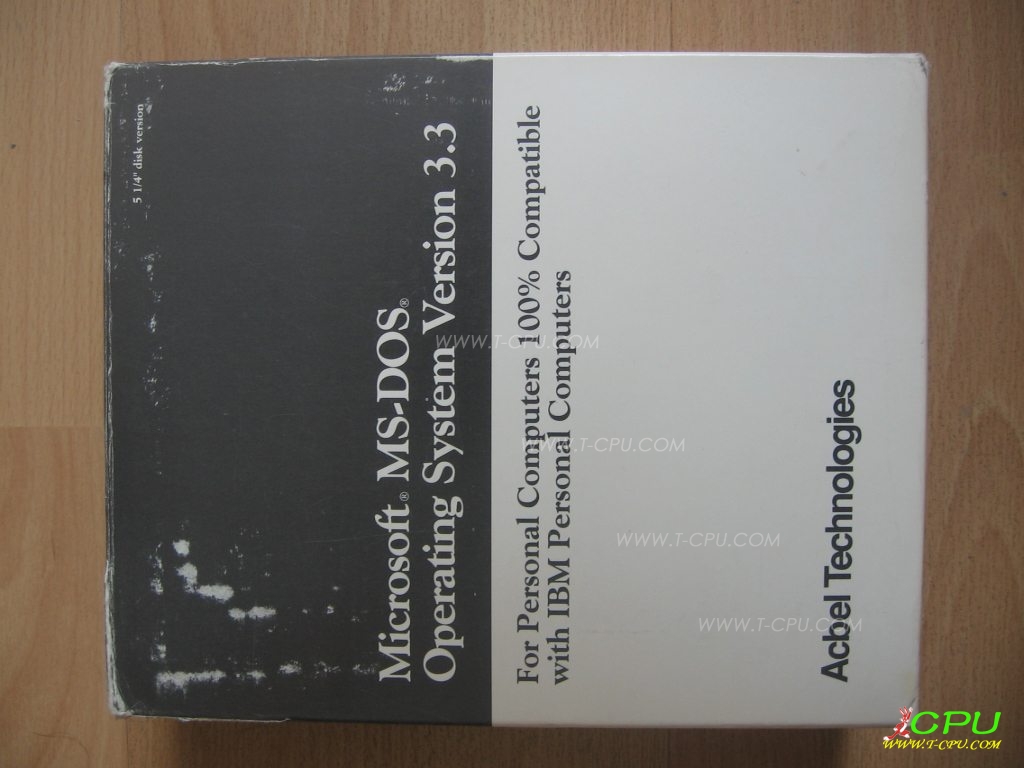 5 1/4" disk version
Microsoft® MS-DOS®
Operating System Version 3.3
For Personal Computers 100% Compatible
with IBM Personal Computers
Acbel Technologies
WWW.T-CPU.COM
WWW.T-CPU.COM
WWW.T-CPU.COM
WWW.T-CPU.COM
CPU
WWW.T-CPU.COM